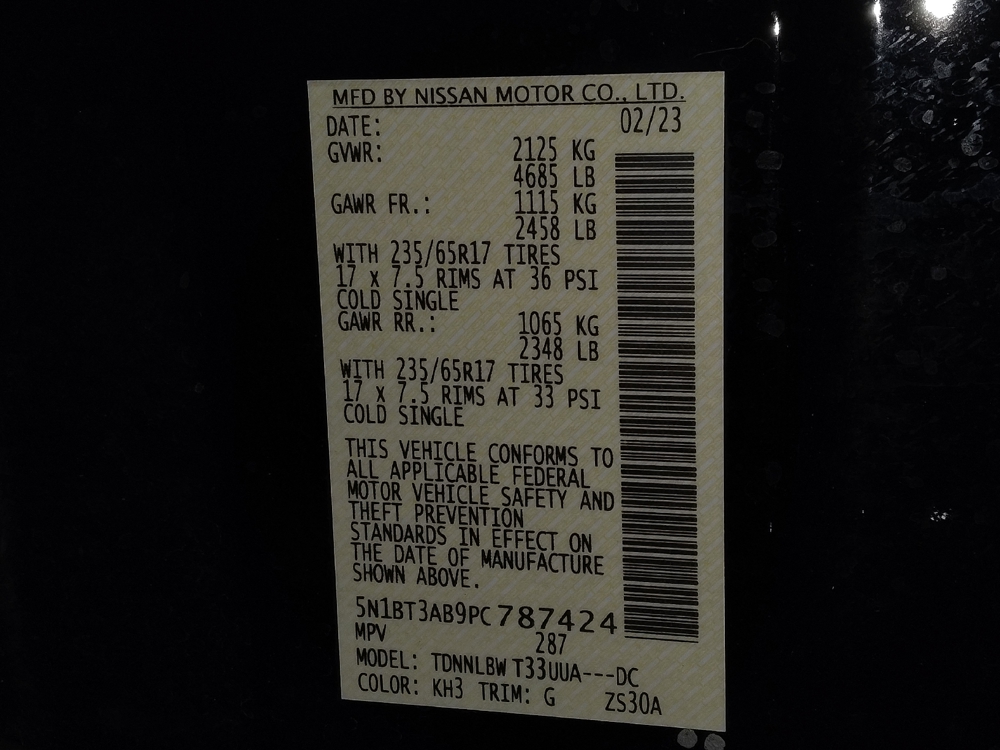 MFD BY NISSAN MOTOR CO., LTD.
DATE: 02/23
GVWR: 2125 KG
4685 LB
GAWR FR.: 1115 KG
2458 LB
WITH 235/65R17 TIRES
17 x 7.5 RIMS AT 36 PSI
COLD SINGLE
GAWR RR.: 1065 KG
2348 LB
WITH 235/65R17 TIRES
17 x 7.5 RIMS AT 33 PSI
COLD SINGLE
THIS VEHICLE CONFORMS TO
ALL APPLICABLE FEDERAL
MOTOR VEHICLE SAFETY AND
THEFT PREVENTION
STANDARDS IN EFFECT ON
THE DATE OF MANUFACTURE
SHOWN ABOVE.
5N1BT3AB9PC787424
MPV 287
MODEL: TDNNLBW T33UUA---DC
COLOR: KH3 TRIM: G ZS30A